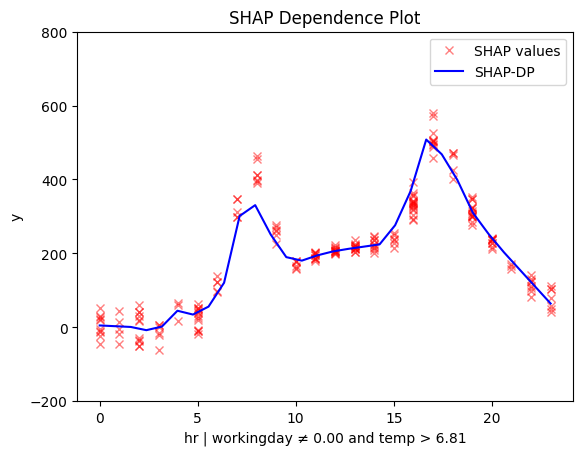 SHAP Dependence Plot
SHAP values
SHAP-DP
800
600
400
200
0
−200
y
0 5 10 15 20
hr | workingday ≠ 0.00 and temp > 6.81